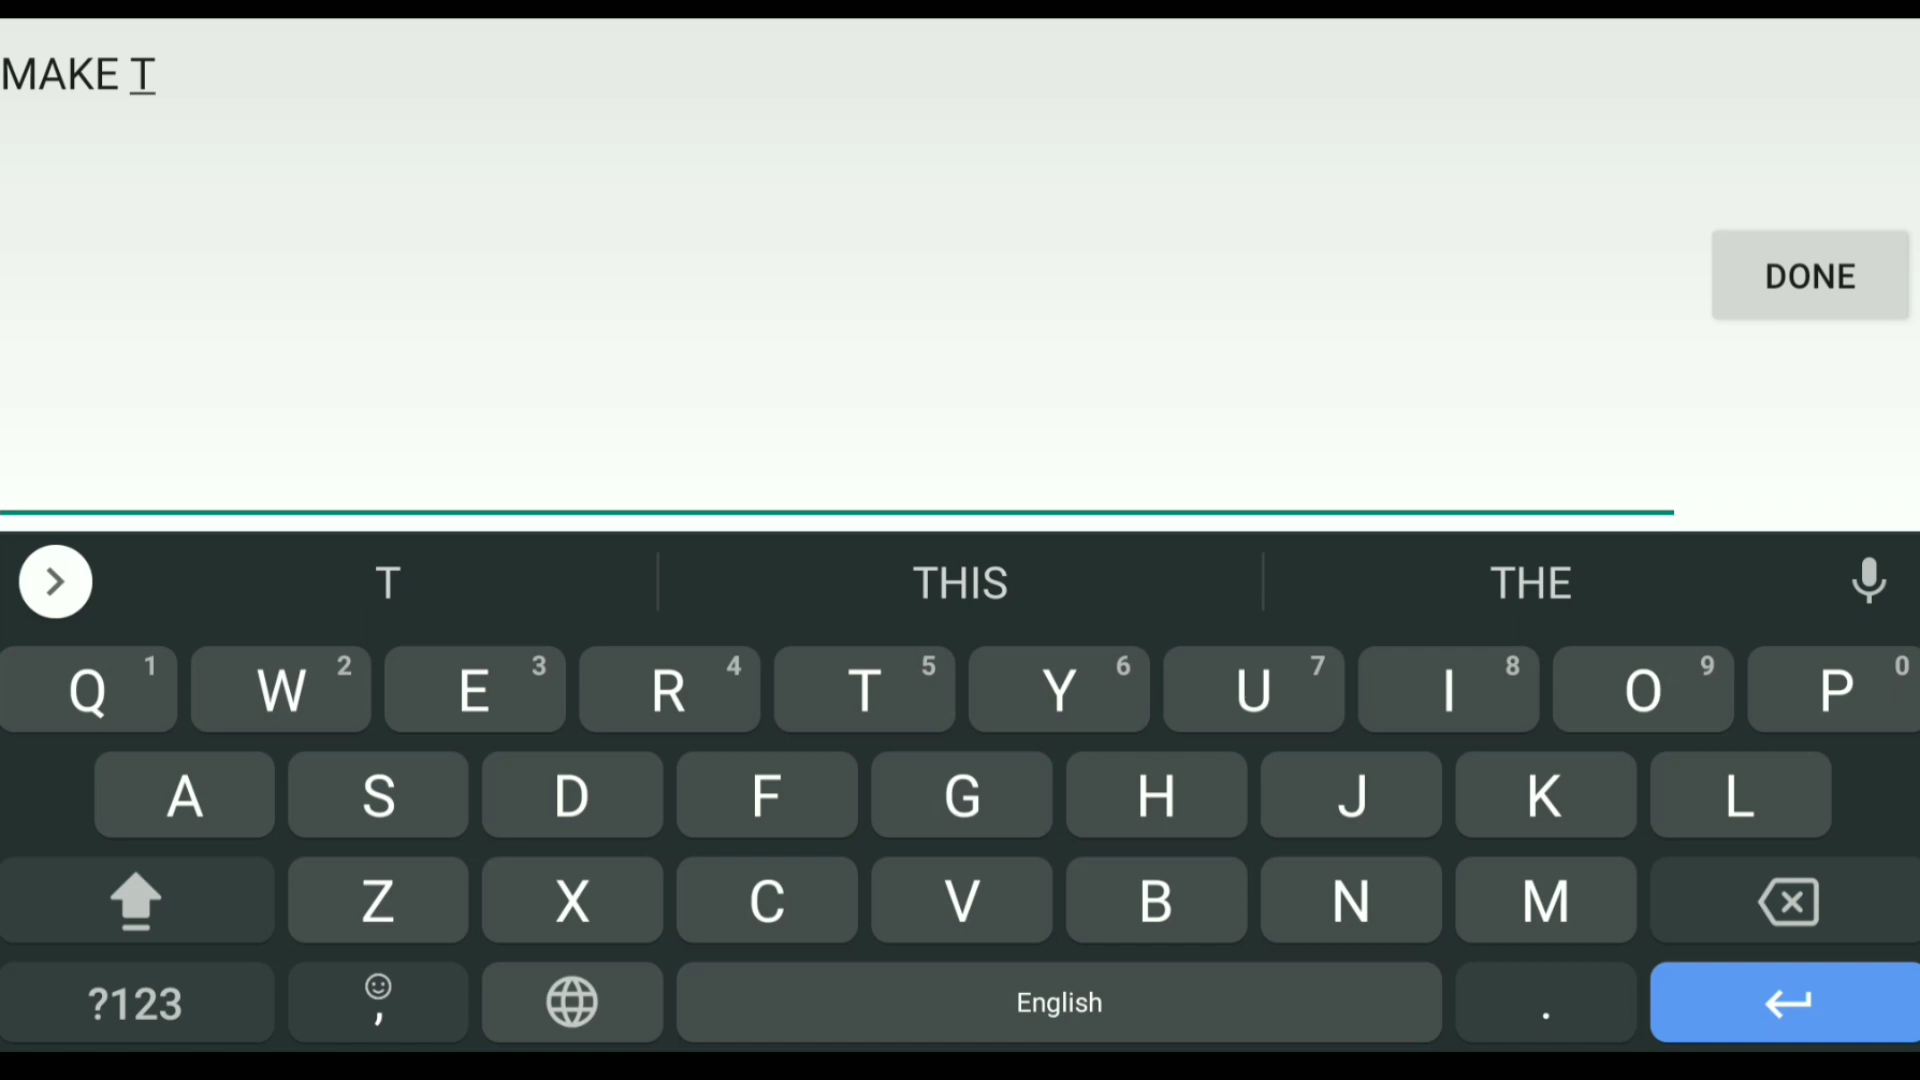 MAKE T
DONE
T THIS THE
Q 1 W 2 E 3 R 4 T 5 Y 6 U 7 I 8 O 9 P 0
A S D F G H J K L
Z X C V B N M
?123 , English .